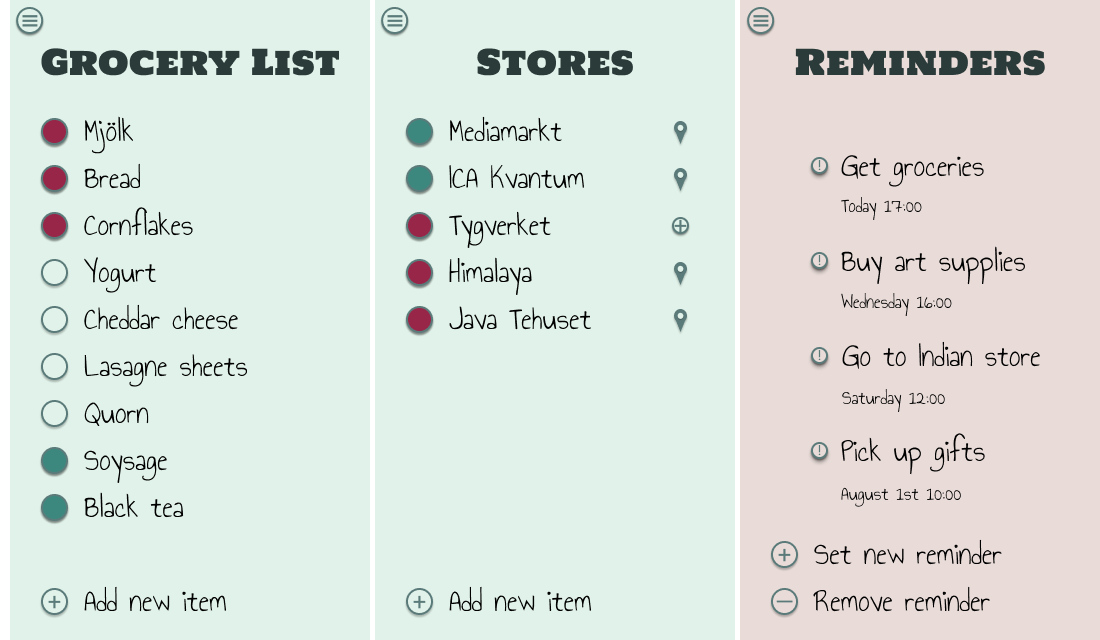 Grocery List
Mjölk
Bread
Cornflakes
Yogurt
Cheddar cheese
Lasagne sheets
Quorn
Soysage
Black tea
Add new item
Stores
Mediamarkt
ICA Kvantum
Tygverket
Himalaya
Java Tehuset
Add new item
Reminders
Get groceries
Today 17:00
Buy art supplies
Wednesday 16:00
Go to Indian store
Saturday 12:00
Pick up gifts
August 1st 10:00
Set new reminder
Remove reminder